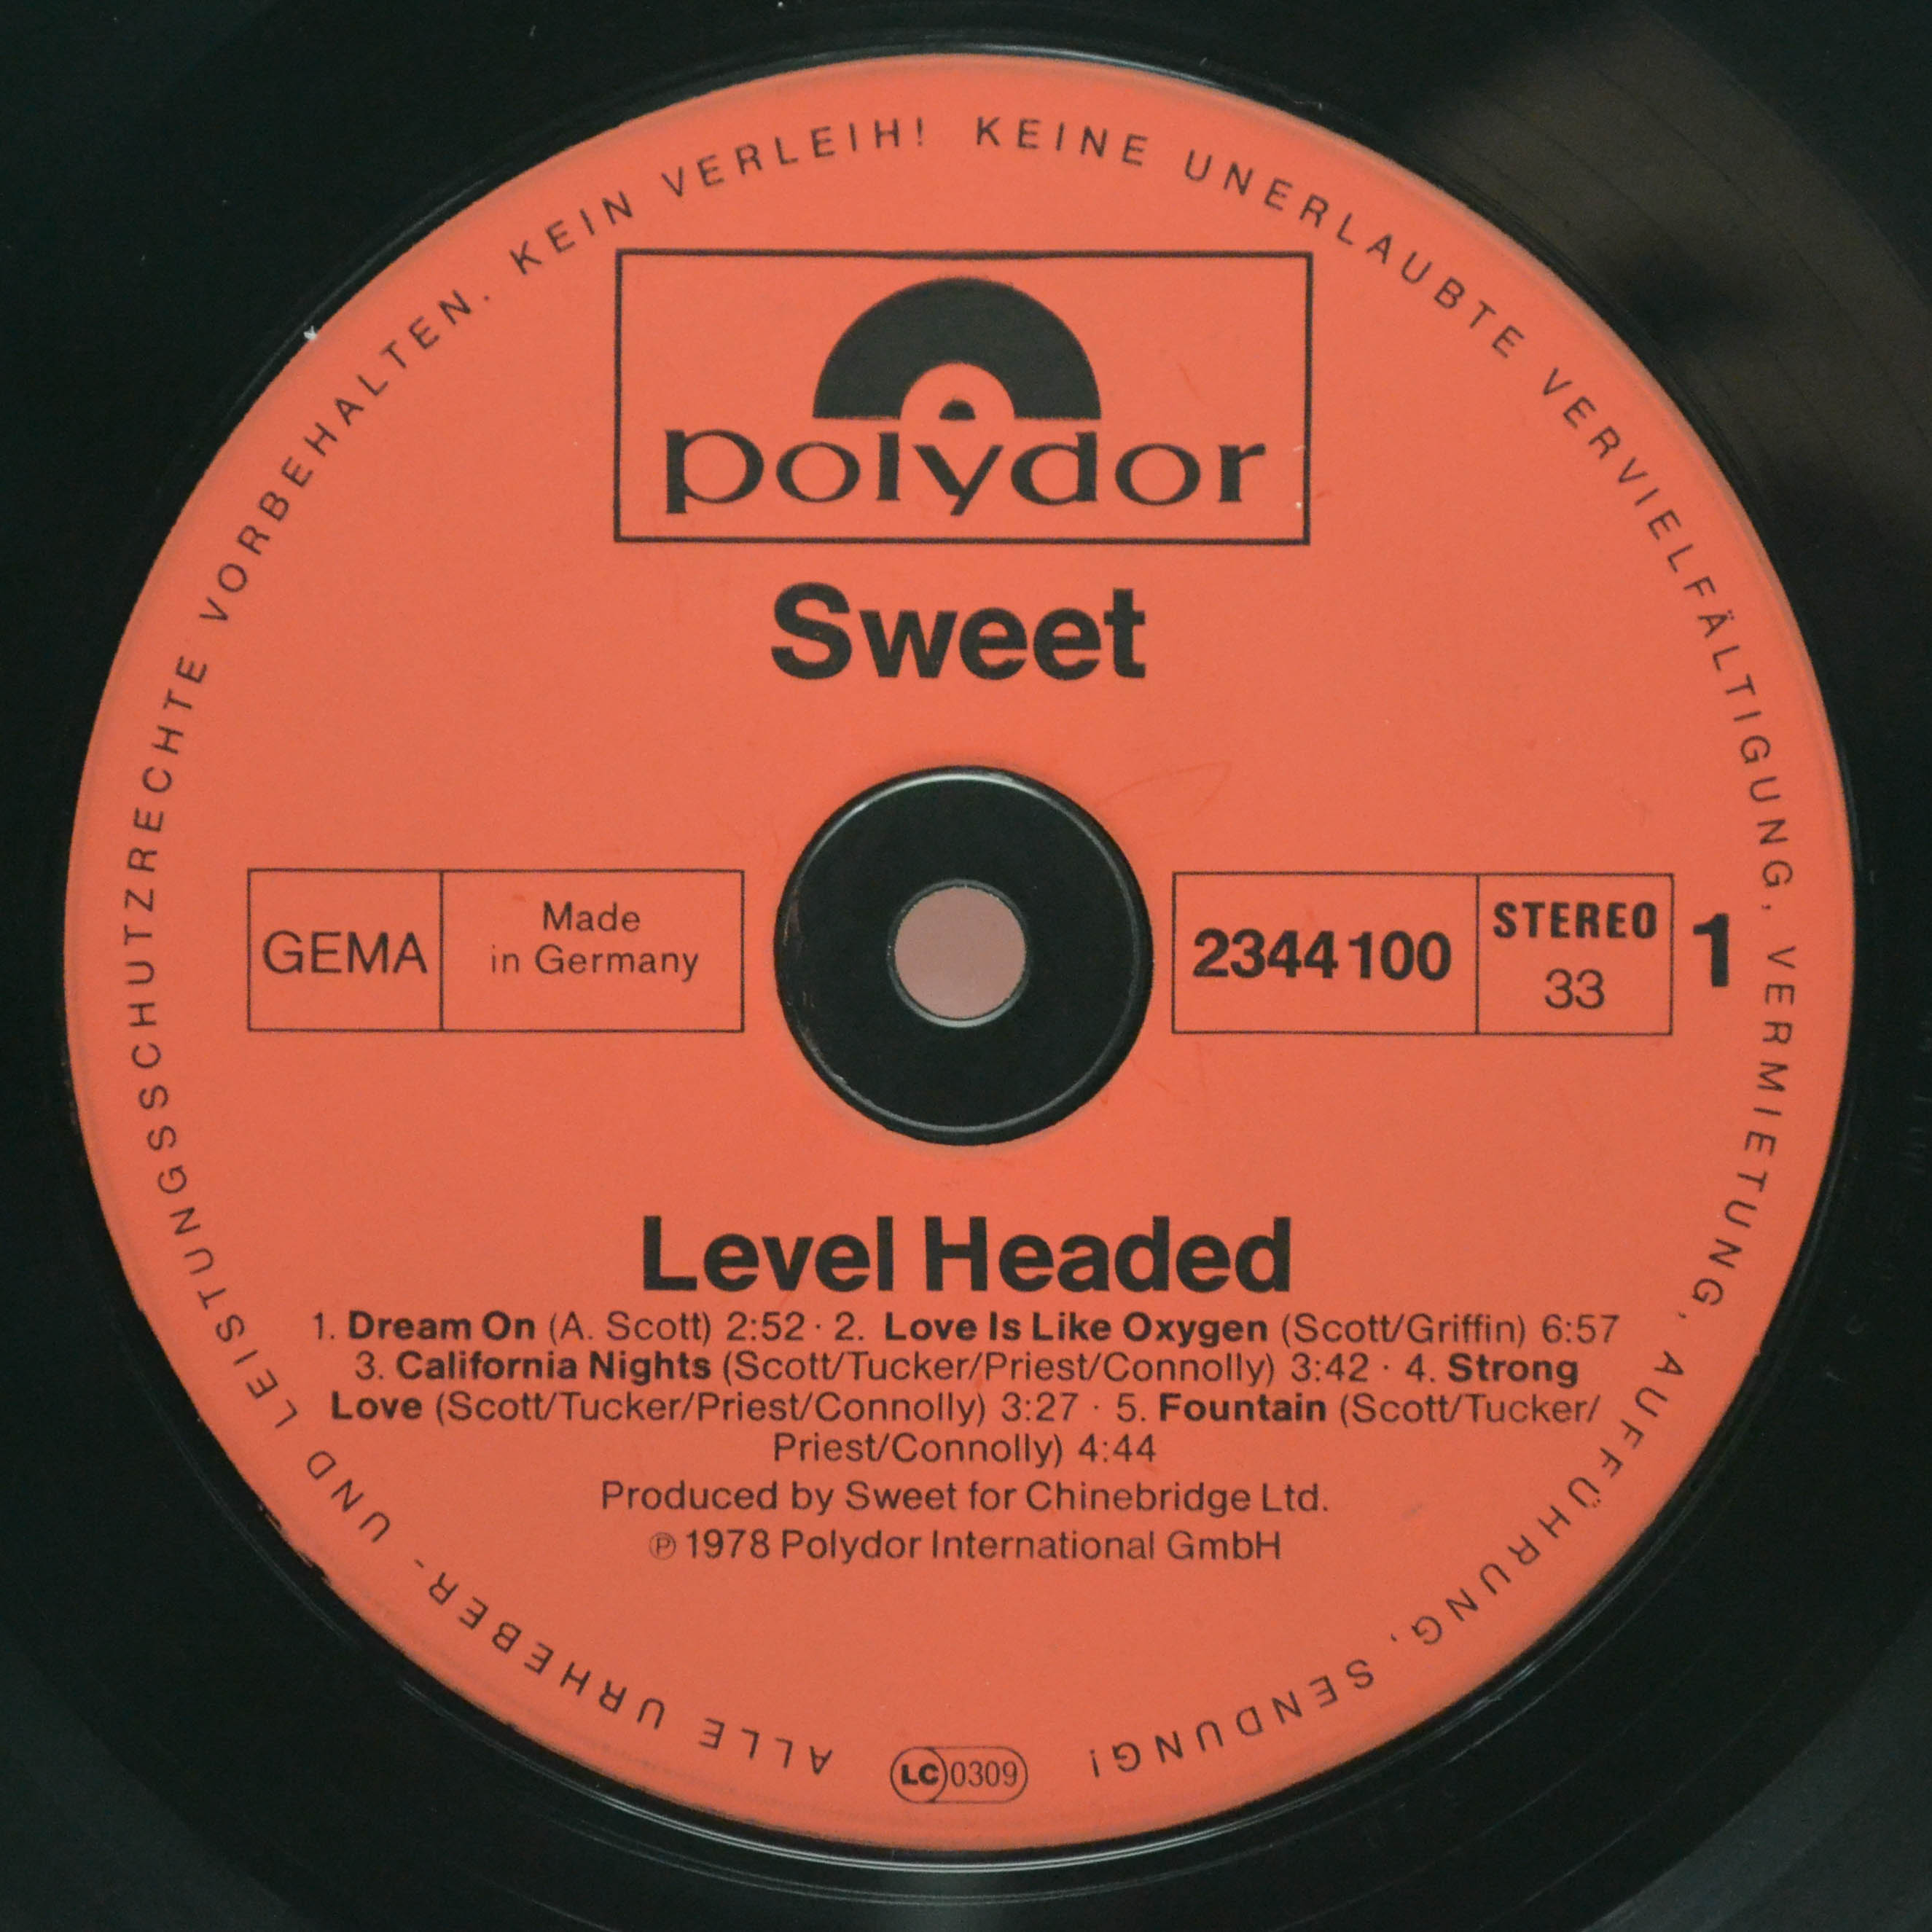 ALLE URHEBER- UND LEISTUNGSSCHUTZRECHTE VORBEHALTEN. KEIN VERLEIH! KEINE UNERLAUBTE VERVIELFÄLTIGUNG, VERMIETUNG, AUFFÜHRUNG, SENDUNG!
polydor
Sweet
GEMA
Made
in Germany
2344 100
STEREO
33
1
Level Headed
1. Dream On (A. Scott) 2:52 · 2. Love Is Like Oxygen (Scott/Griffin) 6:57
3. California Nights (Scott/Tucker/Priest/Connolly) 3:42 · 4. Strong
Love (Scott/Tucker/Priest/Connolly) 3:27 · 5. Fountain (Scott/Tucker/
Priest/Connolly) 4:44
Produced by Sweet for Chinebridge Ltd.
℗ 1978 Polydor International GmbH
LC 0309